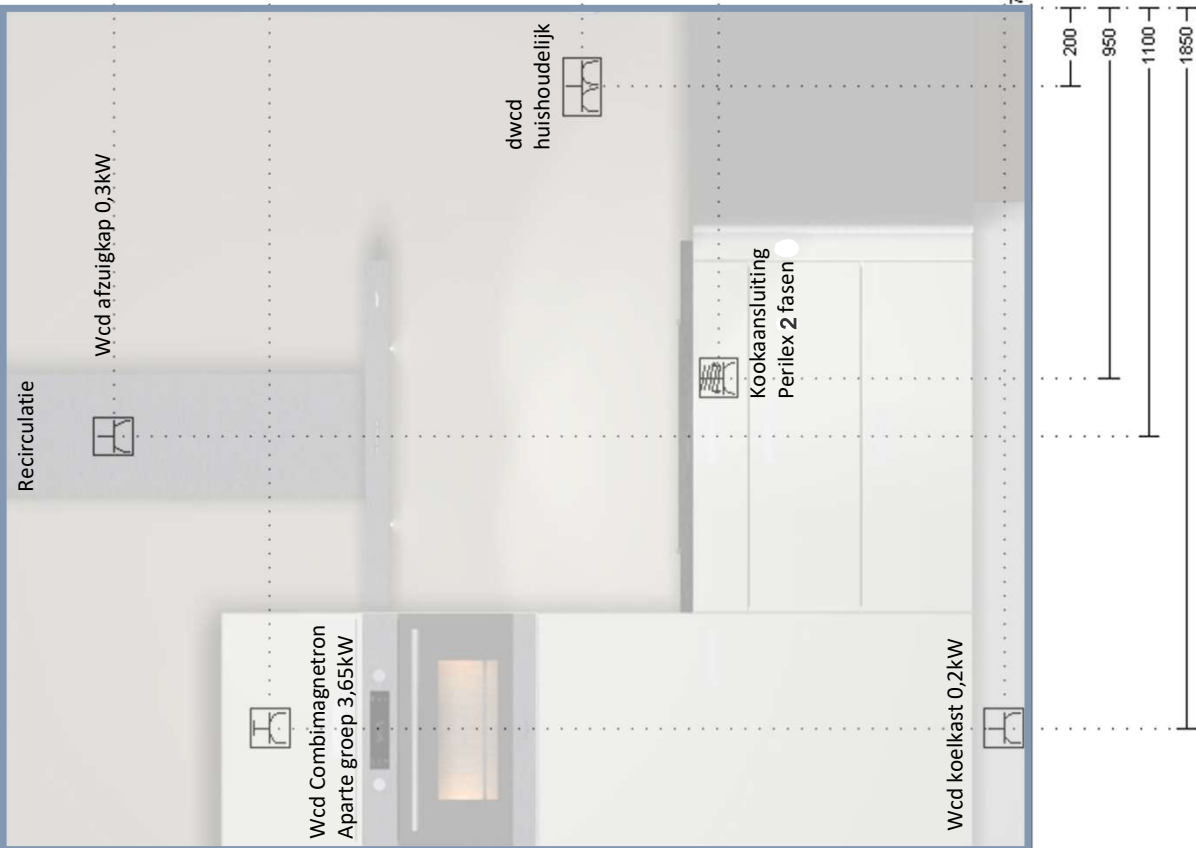 Recirculatie
Wcd afzuigkap 0,3kW
Wcd Combimagnetron
Aparte groep 3,65kW
dwcd
huishoudelijk
Kookaansluiting
Perilex 2 fasen
Wcd koelkast 0,2kW
200
950
1100
1850